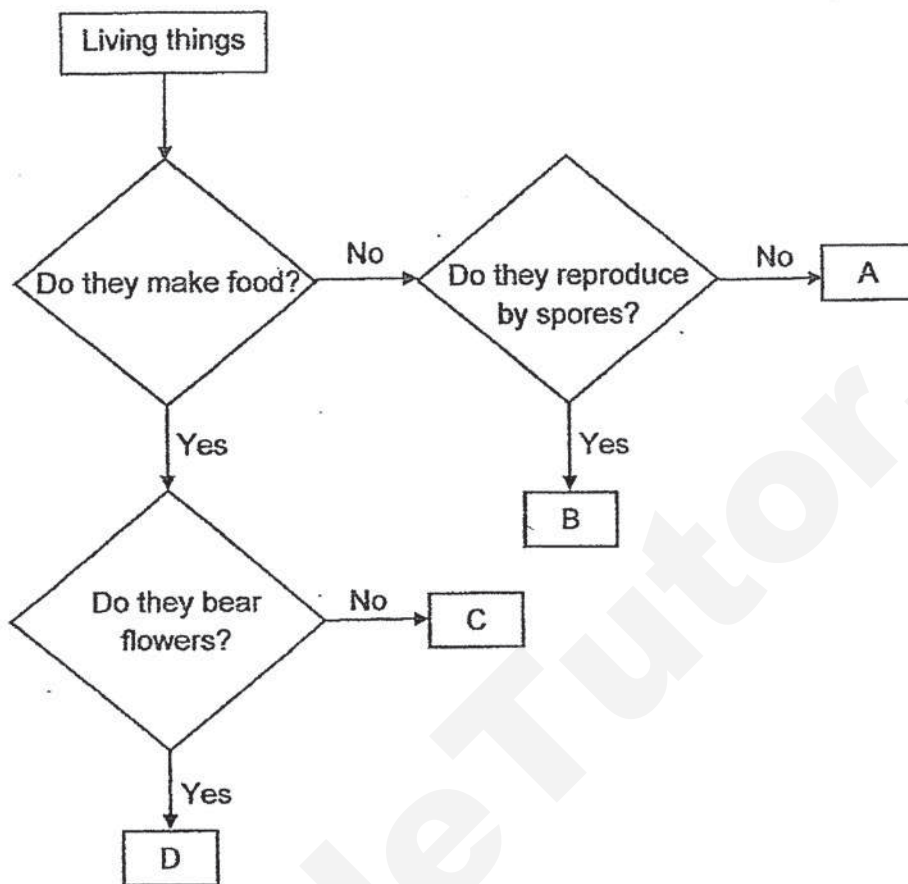 Living things
Do they make food?
No
Do they reproduce
by spores?
No
A
Yes
Yes
B
Do they bear
flowers?
No
C
Yes
D
leTutor.